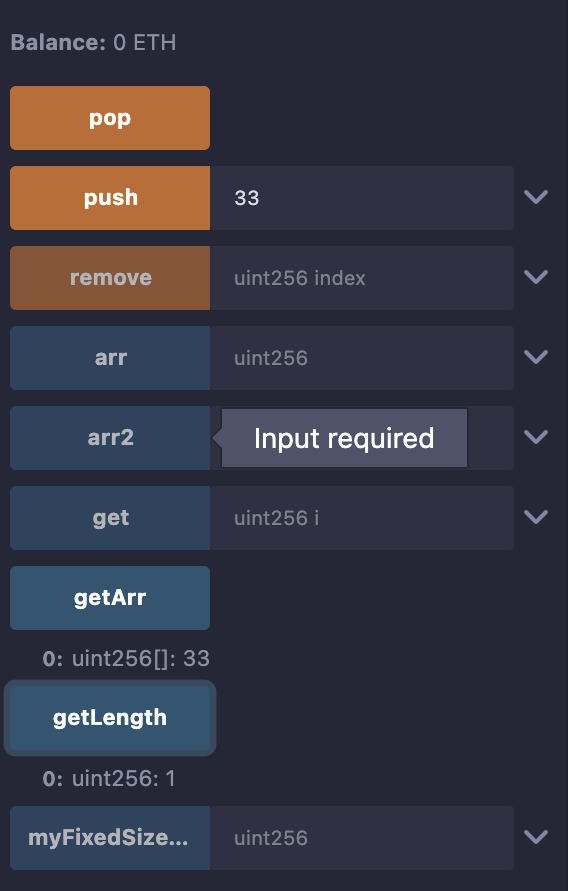 Balance: 0 ETH
pop
push 33
remove uint256 index
arr uint256
arr2 Input required
get uint256 i
getArr
0: uint256[]: 33
getLength
0: uint256: 1
myFixedSize... uint256